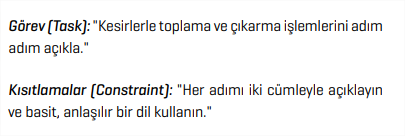 Görev (Task): "Kesirlerle toplama ve çıkarma işlemlerini adım
adım açıkla."
Kısıtlamalar (Constraint): "Her adımı iki cümleyle açıklayın
ve basit, anlaşılır bir dil kullanın."